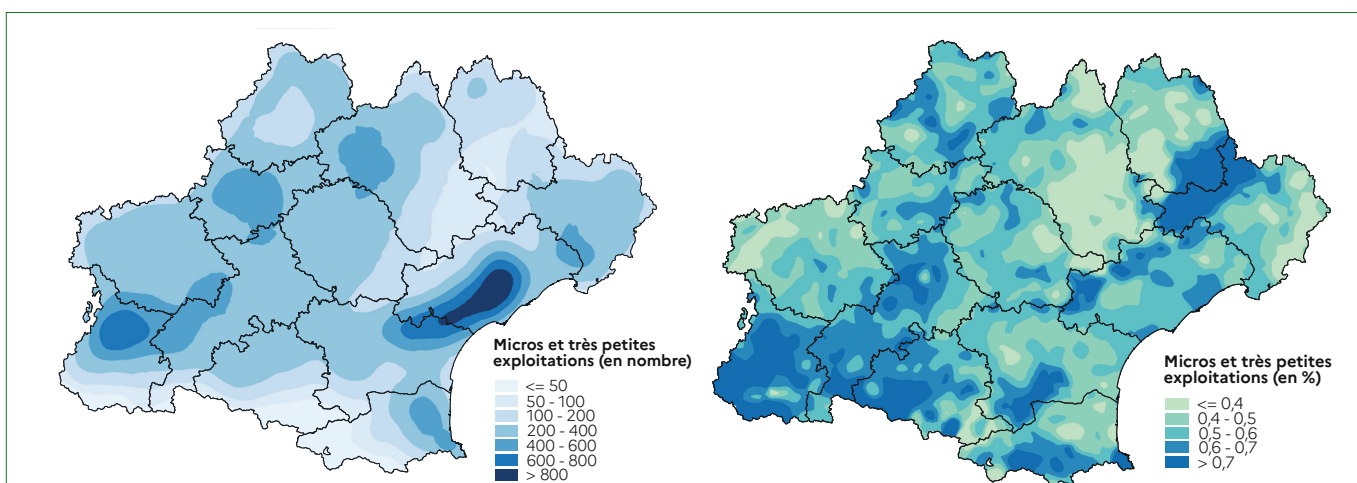 Micros et très petites
exploitations (en nombre)
<= 50
50 - 100
100 - 200
200 - 400
400 - 600
600 - 800
> 800
Micros et très petites
exploitations (en %)
<= 0,4
0,4 - 0,5
0,5 - 0,6
0,6 - 0,7
> 0,7